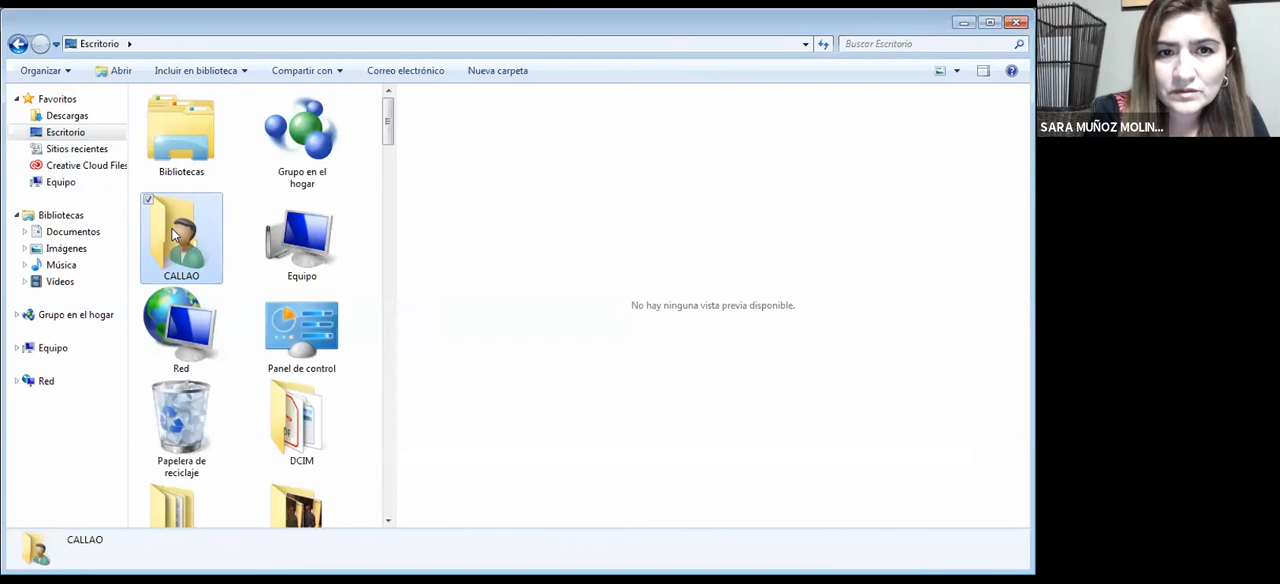 Escritorio
Buscar Escritorio
Organizar
Abrir
Incluir en biblioteca
Compartir con
Correo electrónico
Nueva carpeta
Favoritos
Descargas
Escritorio
Sitios recientes
Creative Cloud Files
Equipo
Bibliotecas
Documentos
Imágenes
Música
Vídeos
Grupo en el hogar
Equipo
Red
Bibliotecas
Grupo en el
hogar
CALLAO
Equipo
Red
Panel de control
Papelera de
reciclaje
PDF
DCIM
No hay ninguna vista previa disponible.
CALLAO
SARA MUÑOZ MOLIN...